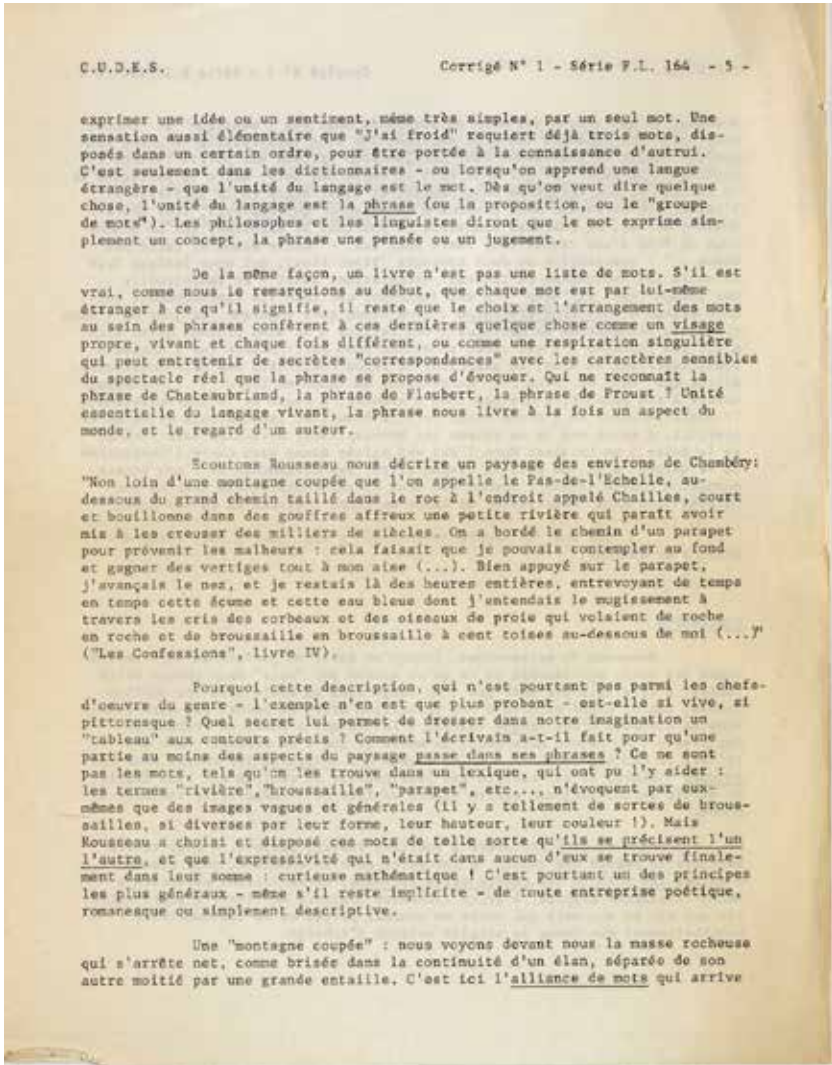 C.U.D.E.S. Corrigé N° 1 - Série F.L. 164 - 5 -
exprimer une idée ou un sentiment, même très simples, par un seul mot. Une
sensation aussi élémentaire que "J'ai froid" requiert déjà trois mots, dis-
posés dans un certain ordre, pour être portée à la connaissance d'autrui.
C'est seulement dans les dictionnaires - ou lorsqu'on apprend une langue
étrangère - que l'unité du langage est le mot. Dès qu'on veut dire quelque
chose, l'unité du langage est la phrase (ou la proposition, ou le "groupe
de mots"). Les philosophes et les linguistes diront que le mot exprime sim-
plement un concept, la phrase une pensée ou un jugement.
De la même façon, un livre n'est pas une liste de mots. S'il est
vrai, comme nous le remarquions au début, que chaque mot est par lui-même
étranger à ce qu'il signifie, il reste que le choix et l'arrangement des mots
au sein des phrases confèrent à ces dernières quelque chose comme un visage
propre, vivant et chaque fois différent, ou comme une respiration singulière
qui peut entretenir de secrètes "correspondances" avec les caractères sensibles
du spectacle réel que la phrase se propose d'évoquer. Qui ne reconnaît la
phrase de Chateaubriand, la phrase de Flaubert, la phrase de Proust ? Unité
essentielle du langage vivant, la phrase nous livre à la fois un aspect du
monde, et le regard d'un auteur.
Ecoutons Rousseau nous décrire un paysage des environs de Chambéry:
"Non loin d'une montagne coupée que l'on appelle le Pas-de-l'Echelle, au-
dessous du grand chemin taillé dans le roc à l'endroit appelé Chailles, court
et bouillonne dans des gouffres affreux une petite rivière qui paraît avoir
mis à les creuser des milliers de siècles. On a bordé le chemin d'un parapet
pour prévenir les malheurs : cela faisait que je pouvais contempler au fond
et gagner des vertiges tout à mon aise (...). Bien appuyé sur le parapet,
j'avançais le nez, et je restais là des heures entières, entrevoyant de temps
en temps cette écume et cette eau bleue dont j'entendais le mugissement à
travers les cris des corbeaux et des oiseaux de proie qui volaient de roche
en roche et de broussaille en broussaille à cent toises au-dessous de moi (...)"
("Les Confessions", livre IV).
Pourquoi cette description, qui n'est pourtant pas parmi les chefs-
d'oeuvre du genre - l'exemple n'en est que plus probant - est-elle si vive, si
pittoresque ? Quel secret lui permet de dresser dans notre imagination un
"tableau" aux contours précis ? Comment l'écrivain a-t-il fait pour qu'une
partie au moins des aspects du paysage passe dans ses phrases ? Ce ne sont
pas les mots, tels qu'on les trouve dans un lexique, qui ont pu l'y aider :
les termes "rivière","broussaille", "parapet", etc..., n'évoquent par eux-
mêmes que des images vagues et générales (il y a tellement de sortes de brous-
sailles, si diverses par leur forme, leur hauteur, leur couleur !). Mais
Rousseau a choisi et disposé ces mots de telle sorte qu'ils se précisent l'un
l'autre, et que l'expressivité qui n'était dans aucun d'eux se trouve finale-
ment dans leur somme : curieuse mathématique ! C'est pourtant un des principes
les plus généraux - même s'il reste implicite - de toute entreprise poétique,
romanesque ou simplement descriptive.
Une "montagne coupée" : nous voyons devant nous la masse rocheuse
qui s'arrête net, comme brisée dans la continuité d'un élan, séparée de son
autre moitié par une grande entaille. C'est ici l'alliance de mots qui arrive